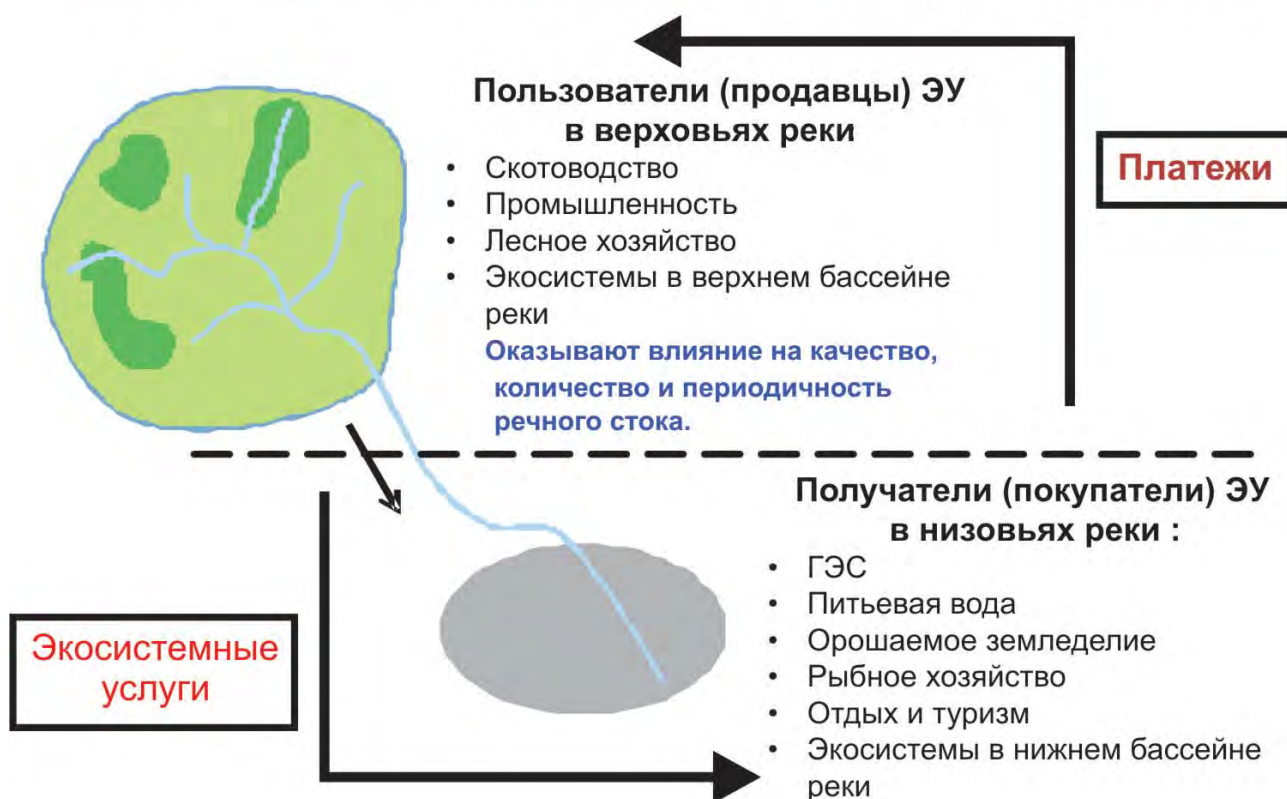 Пользователи (продавцы) ЭУ
в верховьях реки
• Скотоводство
• Промышленность
• Лесное хозяйство
• Экосистемы в верхнем бассейне
реки
Оказывают влияние на качество,
количество и периодичность
речного стока.
Платежи
Экосистемные
услуги
Получатели (покупатели) ЭУ
в низовьях реки :
• ГЭС
• Питьевая вода
• Орошаемое земледелие
• Рыбное хозяйство
• Отдых и туризм
• Экосистемы в нижнем бассейне
реки